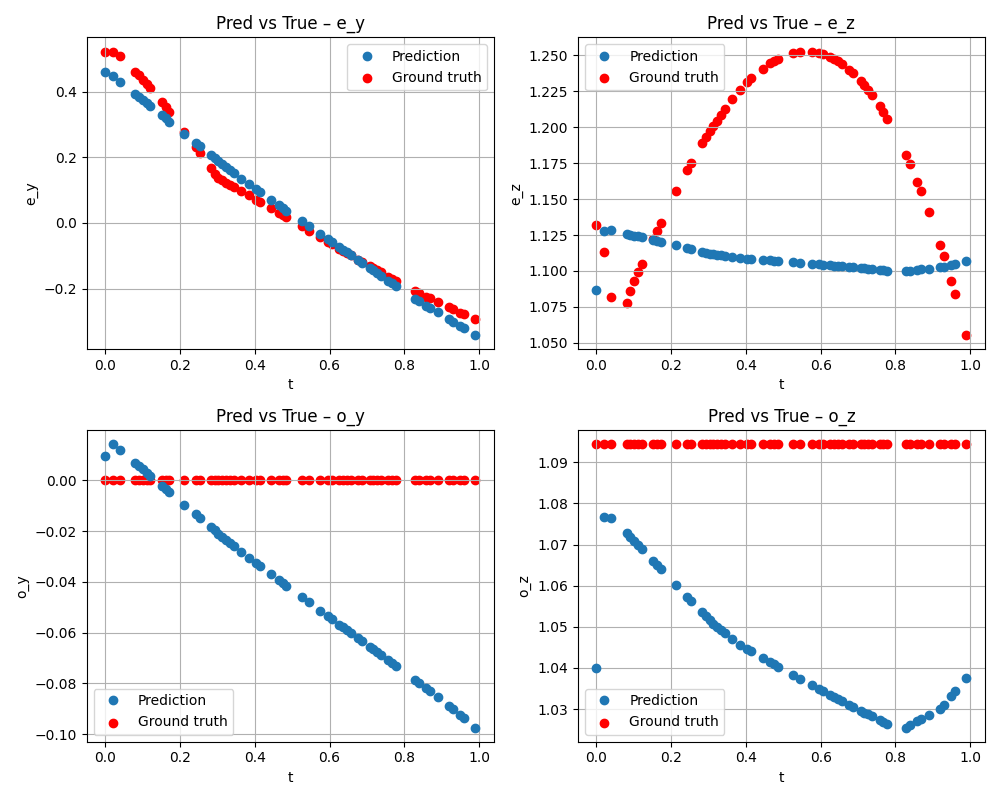 Pred vs True – e_y
0.4
0.2
0.0
−0.2
e_y
0.0 0.2 0.4 0.6 0.8 1.0
t
Prediction
Ground truth
Pred vs True – e_z
1.250
1.225
1.200
1.175
1.150
1.125
1.100
1.075
1.050
e_z
0.0 0.2 0.4 0.6 0.8 1.0
t
Prediction
Ground truth
Pred vs True – o_y
0.00
−0.02
−0.04
−0.06
−0.08
−0.10
o_y
0.0 0.2 0.4 0.6 0.8 1.0
t
Prediction
Ground truth
Pred vs True – o_z
1.09
1.08
1.07
1.06
1.05
1.04
1.03
o_z
0.0 0.2 0.4 0.6 0.8 1.0
t
Prediction
Ground truth